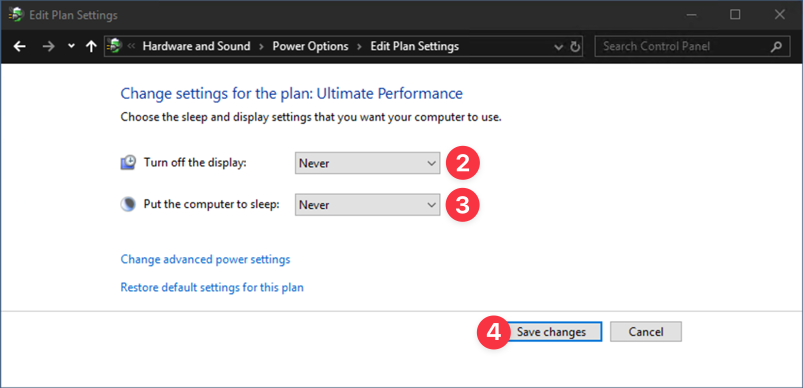 Edit Plan Settings
« Hardware and Sound > Power Options > Edit Plan Settings
Search Control Panel
Change settings for the plan: Ultimate Performance
Choose the sleep and display settings that you want your computer to use.
Turn off the display: Never 2
Put the computer to sleep: Never 3
Change advanced power settings
Restore default settings for this plan
4 Save changes Cancel